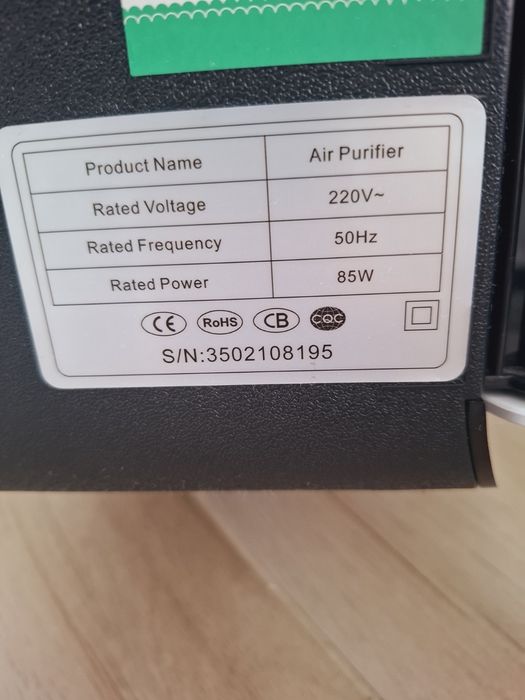 Product Name Air Purifier
Rated Voltage 220V~
Rated Frequency 50Hz
Rated Power 85W
CE RoHS CB CQC
S/N:3502108195